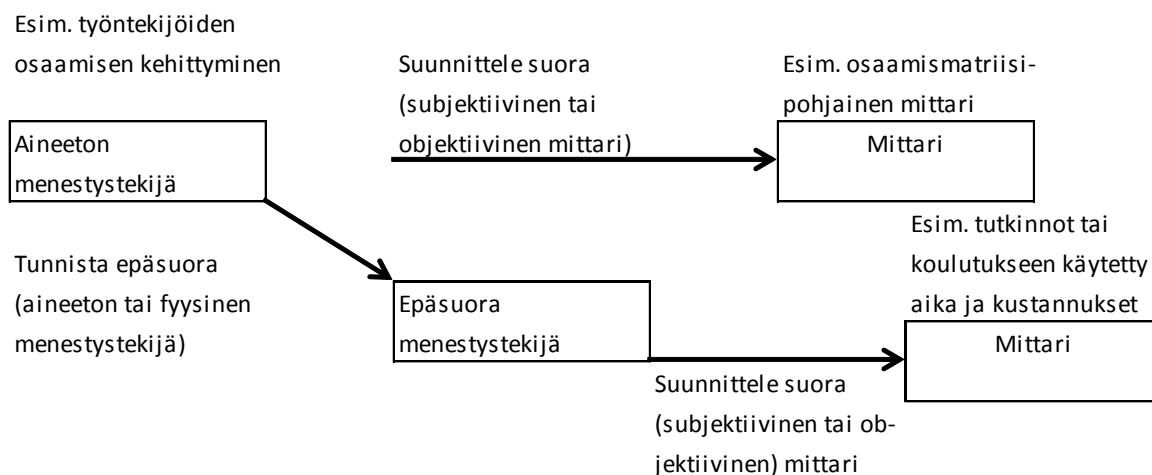 Esim. työntekijöiden
osaamisen kehittyminen
Suunnittele suora
(subjektiivinen tai
objektiivinen mittari)
Esim. osaamismatriisi-
pohjainen mittari
Aineeton
menestystekijä
Mittari
Tunnista epäsuora
(aineeton tai fyysinen
menestystekijä)
Epäsuora
menestystekijä
Esim. tutkinnot tai
koulutukseen käytetty
aika ja kustannukset
Mittari
Suunnittele suora
(subjektiivinen tai ob-
jektiivinen) mittari